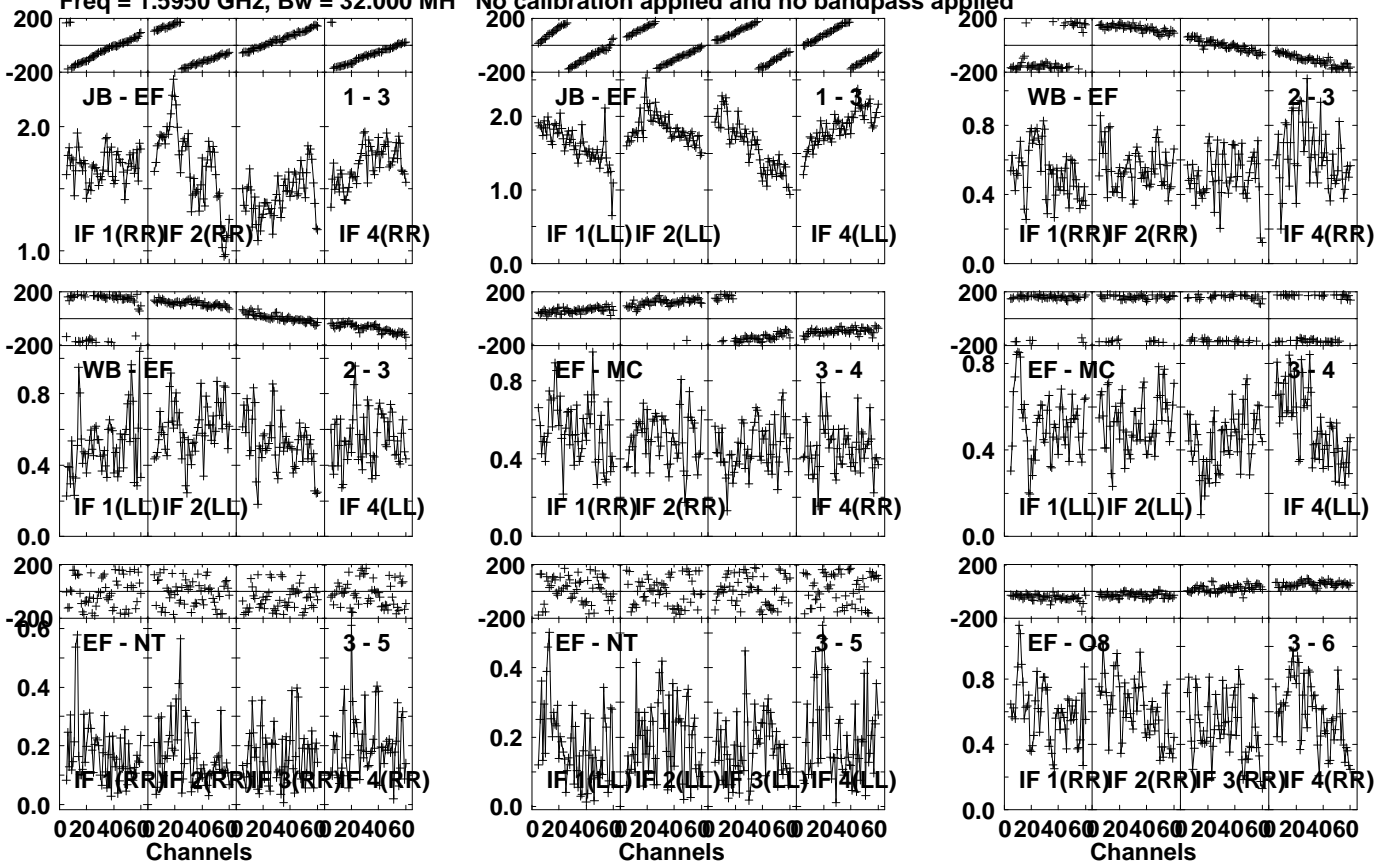 Freq = 1.5950 GHz, Bw = 32.000 MH No calibration applied and no bandpass applied
200
-200
JB - EF 1 - 3
2.0
1.0
IF 1(RR) IF 2(RR) IF 4(RR)
JB - EF 1 - 3
2.0
1.0
0.0
IF 1(LL) IF 2(LL) IF 4(LL)
200
-200
WB - EF 2 - 3
0.8
0.4
0.0
IF 1(RR) IF 2(RR) IF 4(RR)
200
-200
WB - EF 2 - 3
0.8
0.4
0.0
IF 1(LL) IF 2(LL) IF 4(LL)
200
-200
EF - MC 3 - 4
0.8
0.4
0.0
IF 1(RR) IF 2(RR) IF 4(RR)
200
-200
EF - MC 3 - 4
0.8
0.4
0.0
IF 1(LL) IF 2(LL) IF 4(LL)
200
-200
0.6
EF - NT 3 - 5
0.4
0.2
0.0
IF 1(RR) IF 2(RR) IF 3(RR) IF 4(RR)
0 20 40 60 0 20 40 60 0 20 40 60 0 20 40 60
Channels
200
-200
EF - NT 3 - 5
0.4
0.2
0.0
IF 1(LL) IF 2(LL) IF 3(LL) IF 4(LL)
0 20 40 60 0 20 40 60 0 20 40 60 0 20 40 60
Channels
200
-200
EF - O8 3 - 6
0.8
0.4
0.0
IF 1(RR) IF 2(RR) IF 3(RR) IF 4(RR)
0 20 40 60 0 20 40 60 0 20 40 60 0 20 40 60
Channels